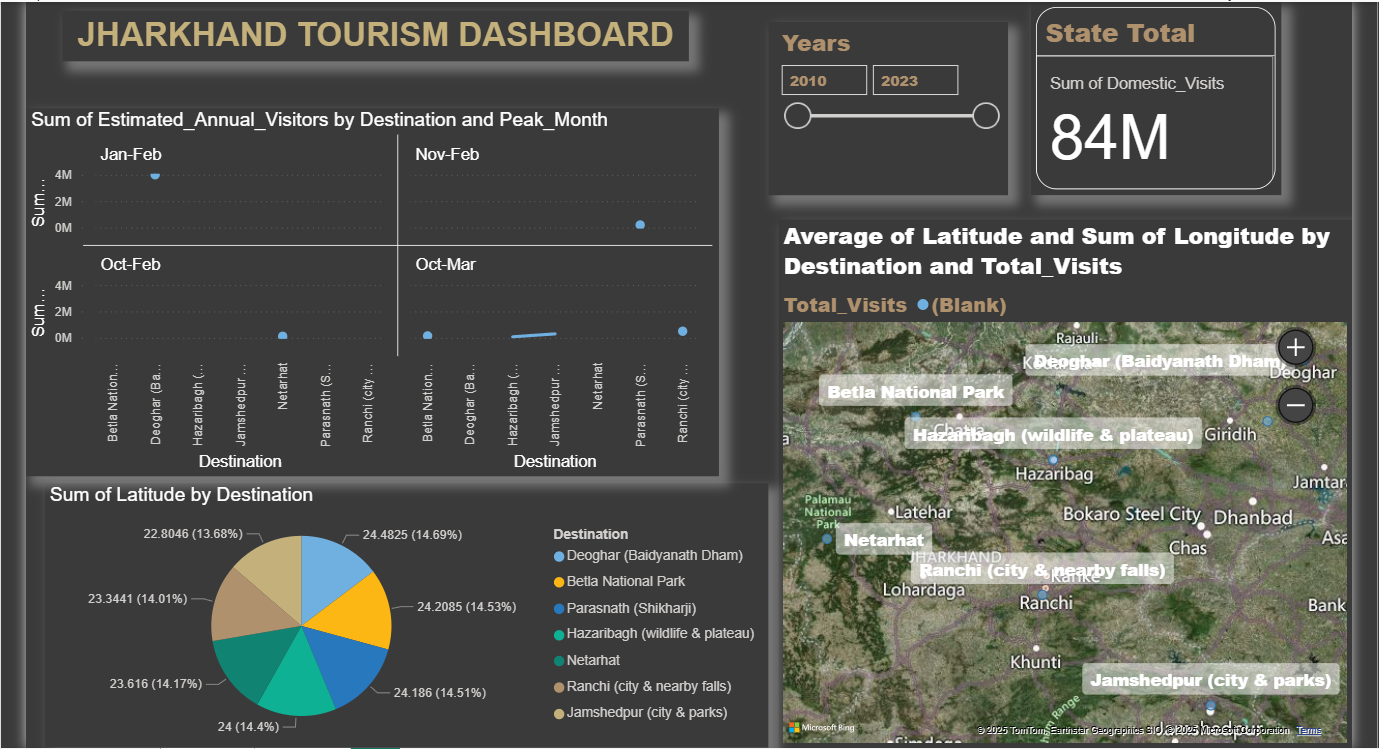 JHARKHAND TOURISM DASHBOARD
Years
2010
2023
State Total
Sum of Domestic_Visits
84M
Sum of Estimated_Annual_Visitors by Destination and Peak_Month
Jan-Feb
Nov-Feb
Sum...
4M
2M
0M
Oct-Feb
Oct-Mar
Sum...
4M
2M
0M
Betla Nation...
Deoghar (Ba...
Hazaribagh (...
Jamshedpur ...
Netarhat
Parasnath (S...
Ranchi (city ...
Betla Nation...
Deoghar (Ba...
Hazaribagh (...
Jamshedpur ...
Netarhat
Parasnath (S...
Ranchi (city ...
Destination
Destination
Sum of Latitude by Destination
22.8046 (13.68%)
24.4825 (14.69%)
23.3441 (14.01%)
24.2085 (14.53%)
23.616 (14.17%)
24.186 (14.51%)
24 (14.4%)
Destination
Deoghar (Baidyanath Dham)
Betla National Park
Parasnath (Shikharji)
Hazaribagh (wildlife & plateau)
Netarhat
Ranchi (city & nearby falls)
Jamshedpur (city & parks)
Average of Latitude and Sum of Longitude by
Destination and Total_Visits
Total_Visits (Blank)
Rajauli
Deoghar (Baidyanath Dham)
Deoghar
Betla National Park
Chatra
Hazaribagh (wildlife & plateau)
Giridih
Hazaribag
Jamtar
Palamau
National
Park
Latehar
Bokaro Steel City
Dhanbad
Netarhat
Chas
Asa
JHARKHAND
Ranchi (city & nearby falls)
Kanke
Lohardaga
Ranchi
Bank
Khunti
Jamshedpur (city & parks)
Range
Jamshedpur
Microsoft Bing
© 2025 TomTom, Earthstar Geographics SIO, © 2025 Microsoft Corporation
Terms
Simdega